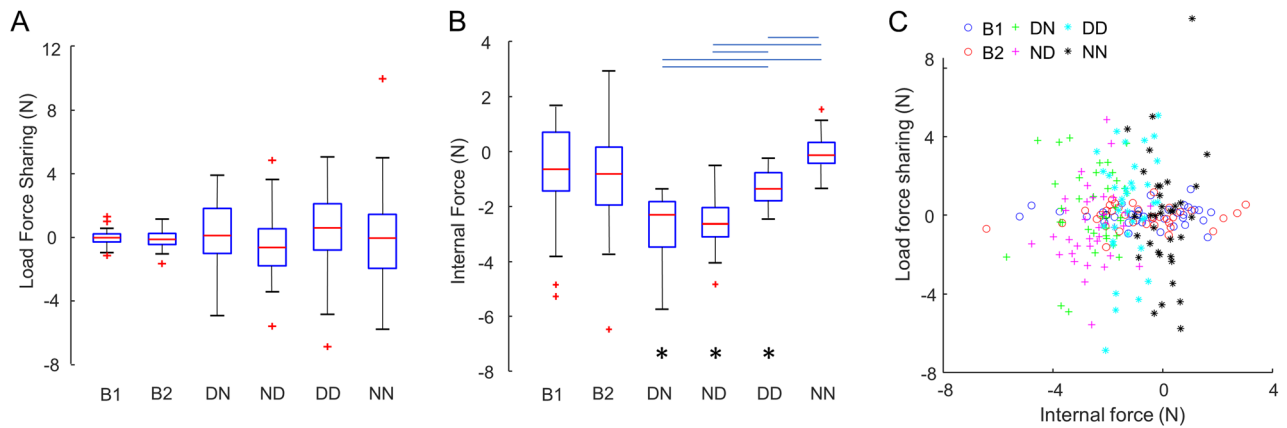 A
Load Force Sharing (N)
12
8
4
0
-4
-8
B1 B2 DN ND DD NN
B
Internal Force (N)
4
2
0
-2
-4
-6
-8
* * *
B1 B2 DN ND DD NN
C
B1 DN DD
B2 ND NN
Load force sharing (N)
8
4
0
-4
-8
-8 -4 0 4
Internal force (N)